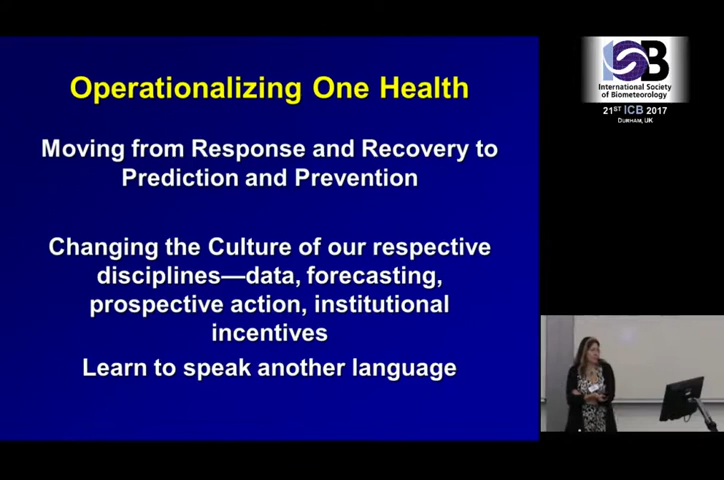 Operationalizing One Health
Moving from Response and Recovery to
Prediction and Prevention
Changing the Culture of our respective
disciplines—data, forecasting,
prospective action, institutional
incentives
Learn to speak another language
ISB
International Society
of Biometeorology
21ST ICB 2017
DURHAM, UK